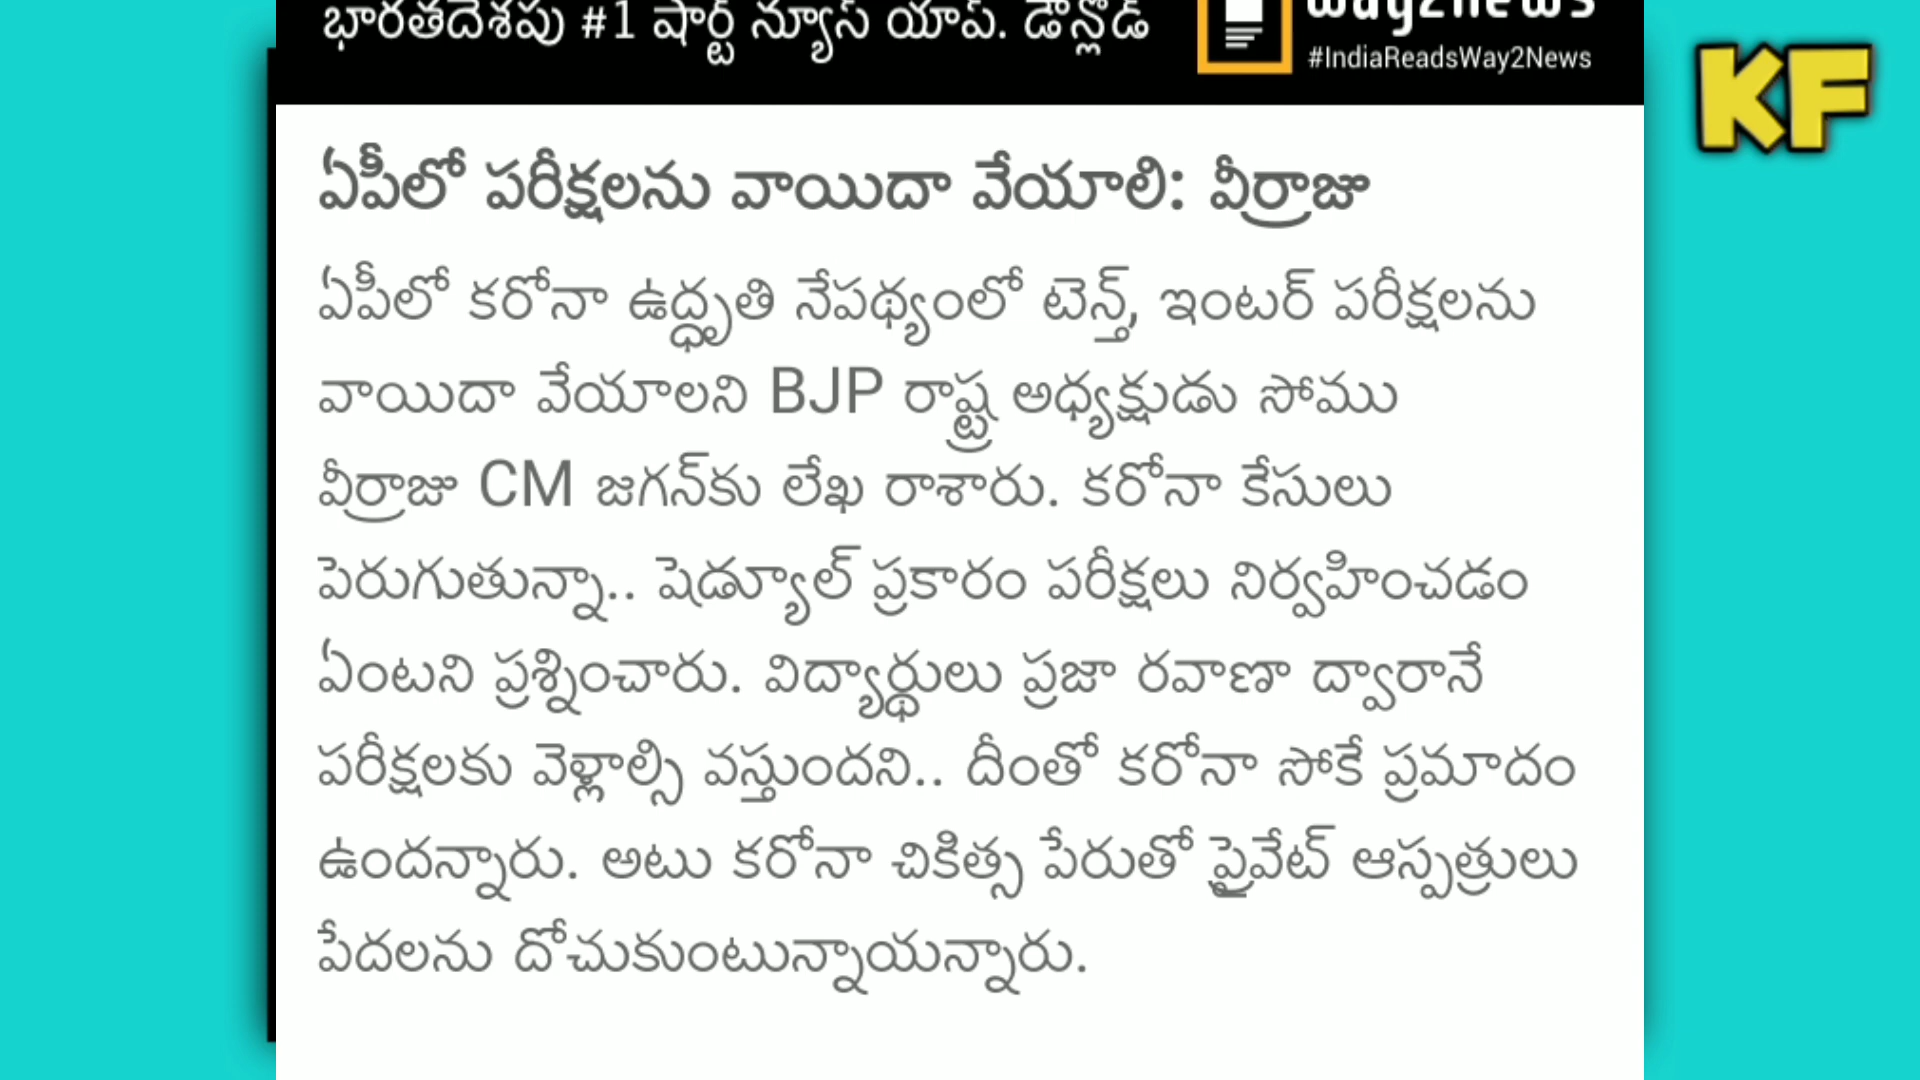 భారతదేశపు #1 షార్ట్ న్యూస్ యాప్. డౌన్లోడ్
way2news
#IndiaReadsWay2News
KF
ఏపీలో పరీక్షలను వాయిదా వేయాలి: వీర్రాజు
ఏపీలో కరోనా ఉద్ధృతి నేపథ్యంలో టెన్త్, ఇంటర్ పరీక్షలను
వాయిదా వేయాలని BJP రాష్ట్ర అధ్యక్షుడు సోము
వీర్రాజు CM జగన్‌కు లేఖ రాశారు. కరోనా కేసులు
పెరుగుతున్నా.. షెడ్యూల్ ప్రకారం పరీక్షలు నిర్వహించడం
ఏంటని ప్రశ్నించారు. విద్యార్థులు ప్రజా రవాణా ద్వారానే
పరీక్షలకు వెళ్లాల్సి వస్తుందని.. దీంతో కరోనా సోకే ప్రమాదం
ఉందన్నారు. అటు కరోనా చికిత్స పేరుతో ప్రైవేట్ ఆస్పత్రులు
పేదలను దోచుకుంటున్నాయన్నారు.